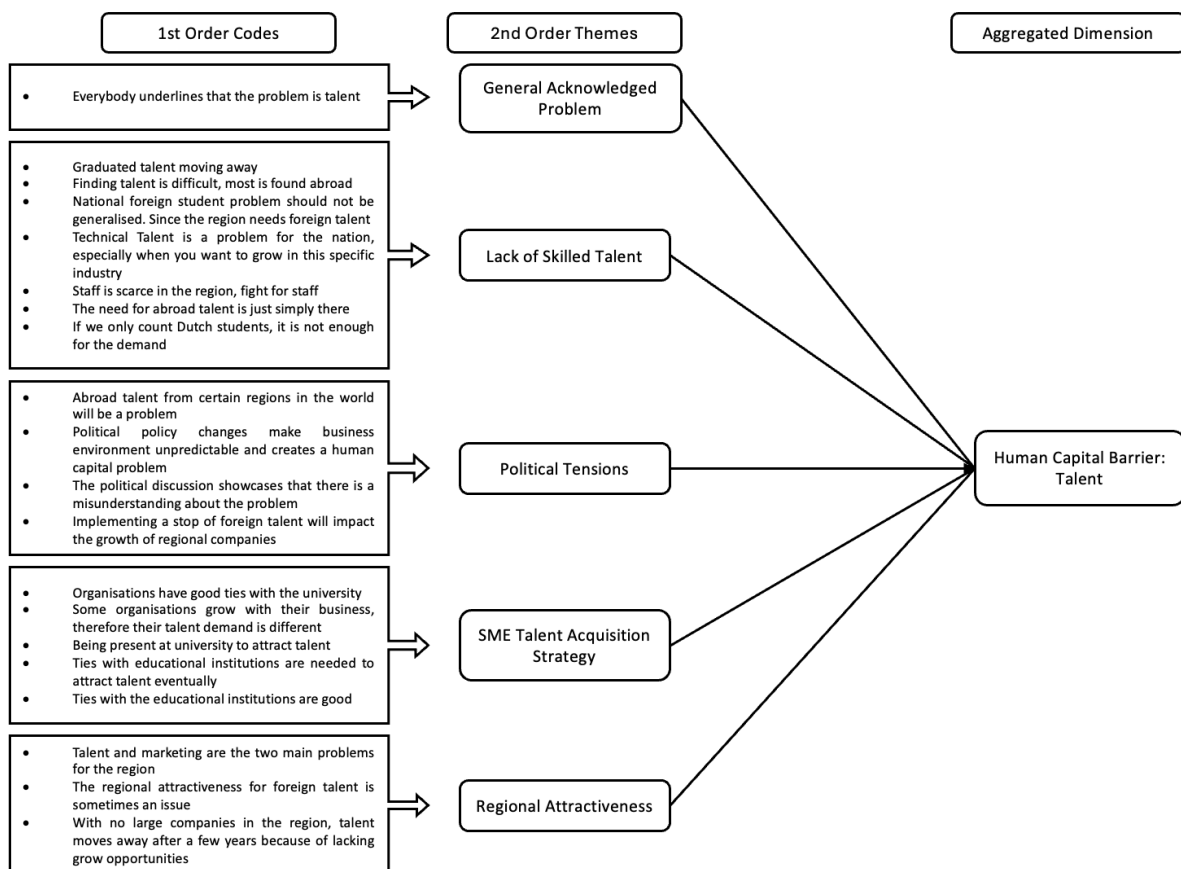 1st Order Codes
2nd Order Themes
Aggregated Dimension
• Everybody underlines that the problem is talent
General Acknowledged
Problem
• Graduated talent moving away
• Finding talent is difficult, most is found abroad
• National foreign student problem should not be
generalised. Since the region needs foreign talent
• Technical Talent is a problem for the nation,
especially when you want to grow in this specific
industry
• Staff is scarce in the region, fight for staff
• The need for abroad talent is just simply there
• If we only count Dutch students, it is not enough
for the demand
Lack of Skilled Talent
• Abroad talent from certain regions in the world
will be a problem
• Political policy changes make business
environment unpredictable and creates a human
capital problem
• The political discussion showcases that there is a
misunderstanding about the problem
• Implementing a stop of foreign talent will impact
the growth of regional companies
Political Tensions
Human Capital Barrier:
Talent
• Organisations have good ties with the university
• Some organisations grow with their business,
therefore their talent demand is different
• Being present at university to attract talent
• Ties with educational institutions are needed to
attract talent eventually
• Ties with the educational institutions are good
SME Talent Acquisition
Strategy
• Talent and marketing are the two main problems
for the region
• The regional attractiveness for foreign talent is
sometimes an issue
• With no large companies in the region, talent
moves away after a few years because of lacking
grow opportunities
Regional Attractiveness